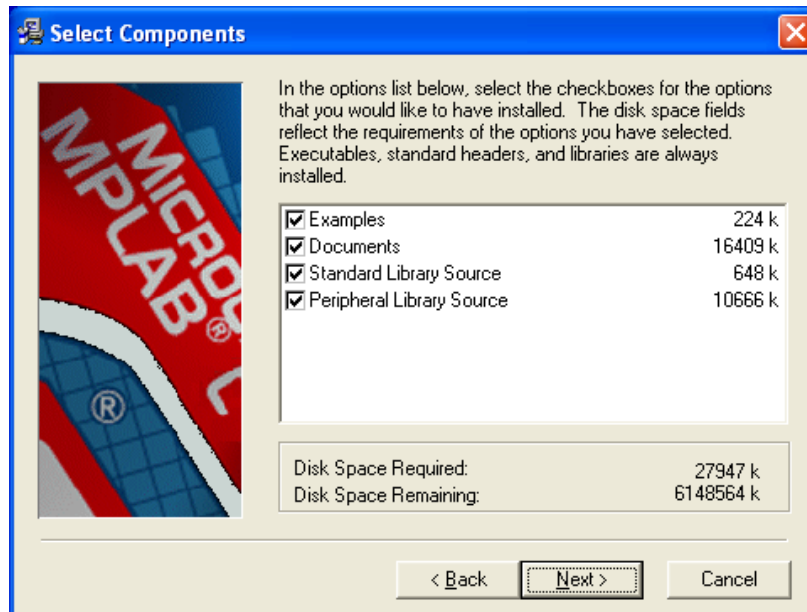 Select Components
In the options list below, select the checkboxes for the options
that you would like to have installed. The disk space fields
reflect the requirements of the options you have selected.
Executables, standard headers, and libraries are always
installed.
MICRO
MPLAB®
C
®
Examples 224 k
Documents 16409 k
Standard Library Source 648 k
Peripheral Library Source 10666 k
Disk Space Required: 27947 k
Disk Space Remaining: 6148564 k
< Back Next > Cancel